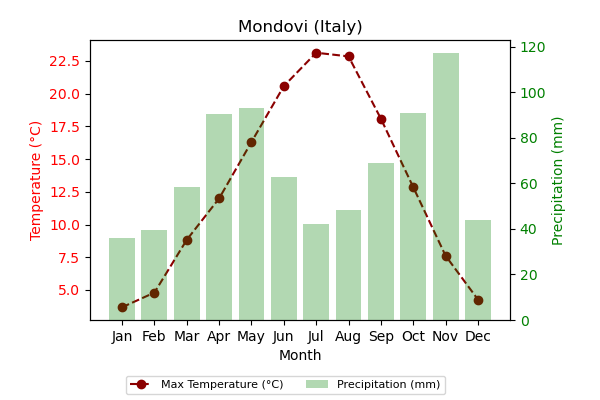 Mondovi (Italy)
Temperature (°C)
22.5
20.0
17.5
15.0
12.5
10.0
7.5
5.0
120
100
80
60
40
20
0
Precipitation (mm)
Jan Feb Mar Apr May Jun Jul Aug Sep Oct Nov Dec
Month
Max Temperature (°C) Precipitation (mm)